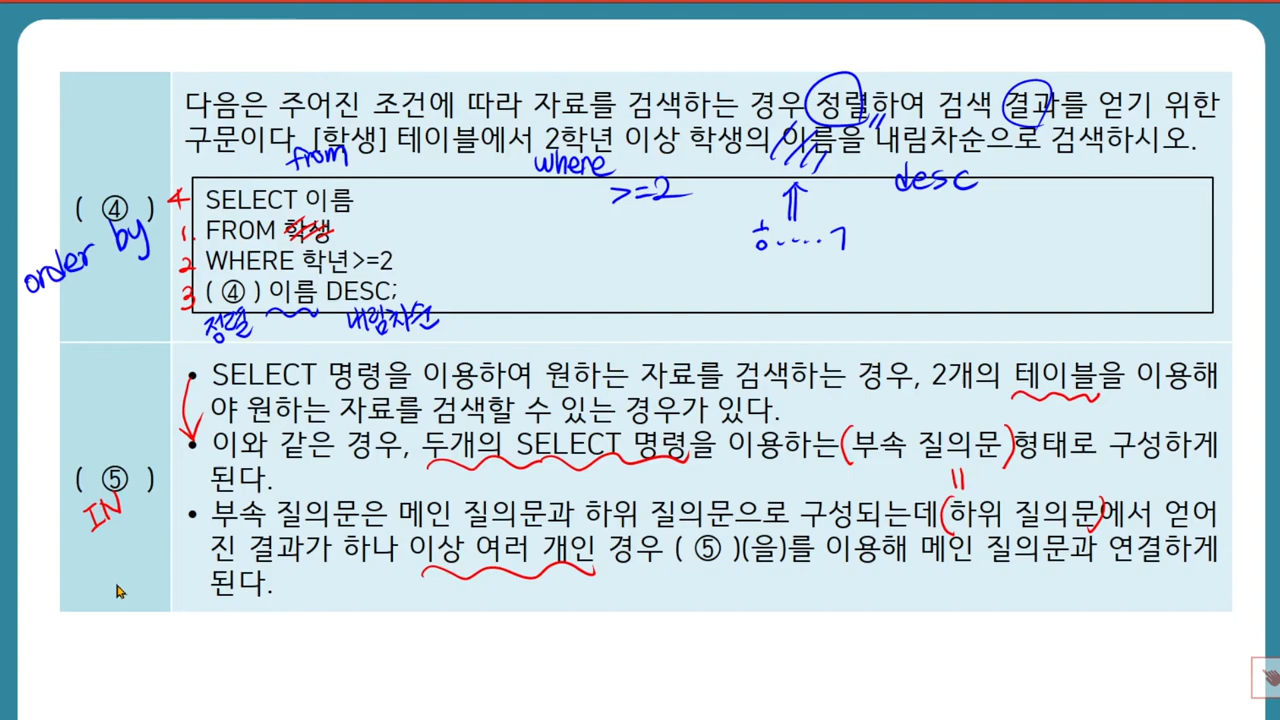 다음은 주어진 조건에 따라 자료를 검색하는 경우 정렬하여 검색 결과를 얻기 위한
구문이다. [학생] 테이블에서 2학년 이상 학생의 이름을 내림차순으로 검색하시오.
from
where
>=2
desc
ㅎ.....ㄱ
( ④ )
order by
4 SELECT 이름
1. FROM 학생
2 WHERE 학년>=2
3 ( ④ ) 이름 DESC;
정렬 내림차순
( ⑤ )
IN
• SELECT 명령을 이용하여 원하는 자료를 검색하는 경우, 2개의 테이블을 이용해
야 원하는 자료를 검색할 수 있는 경우가 있다.
• 이와 같은 경우, 두개의 SELECT 명령을 이용하는(부속 질의문)형태로 구성하게
된다.
• 부속 질의문은 메인 질의문과 하위 질의문으로 구성되는데(하위 질의문)에서 얻어
진 결과가 하나 이상 여러 개인 경우 ( ⑤ )(을)를 이용해 메인 질의문과 연결하게
된다.